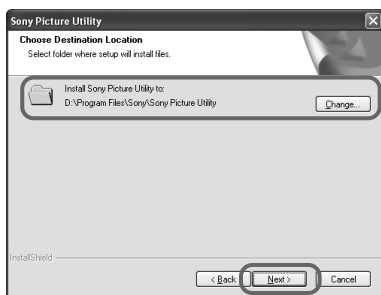 Sony Picture Utility
Choose Destination Location
Select folder where setup will install files.
Install Sony Picture Utility to:
D:\Program Files\Sony\Sony Picture Utility
Change...
InstallShield
< Back
Next >
Cancel